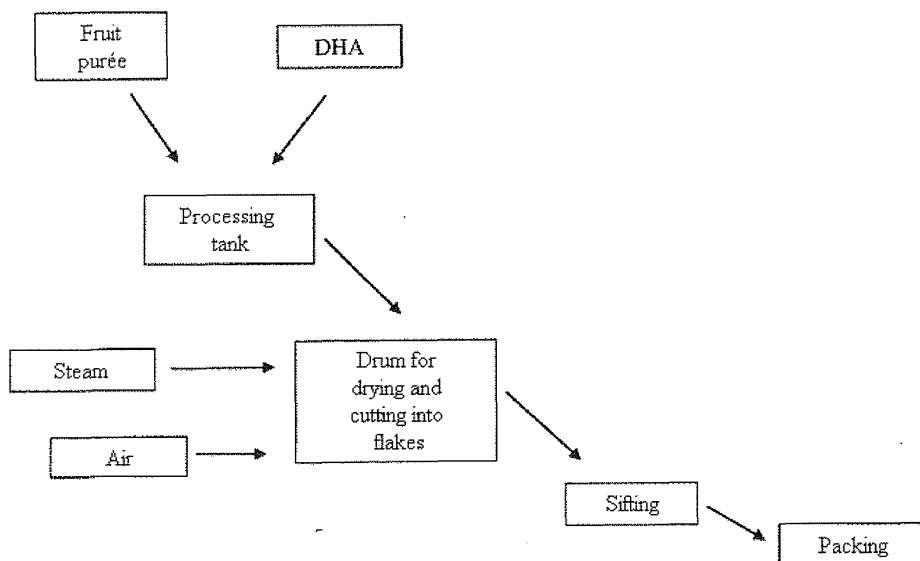 Fruit
purée
DHA
Processing
tank
Steam
Drum for
drying and
cutting into
flakes
Air
Sifting
Packing